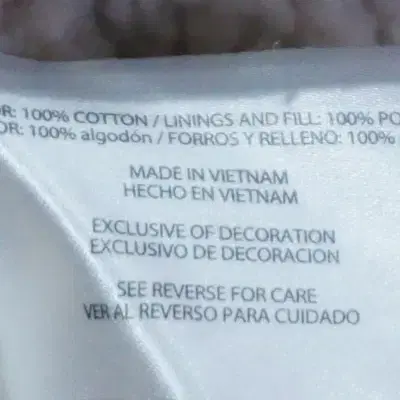 R: 100% COTTON / LININGS AND FILL: 100% PO
OR: 100% algodón / FORROS Y RELLENO: 100%
MADE IN VIETNAM
HECHO EN VIETNAM
EXCLUSIVE OF DECORATION
EXCLUSIVO DE DECORACION
SEE REVERSE FOR CARE
VER AL REVERSO PARA CUIDADO